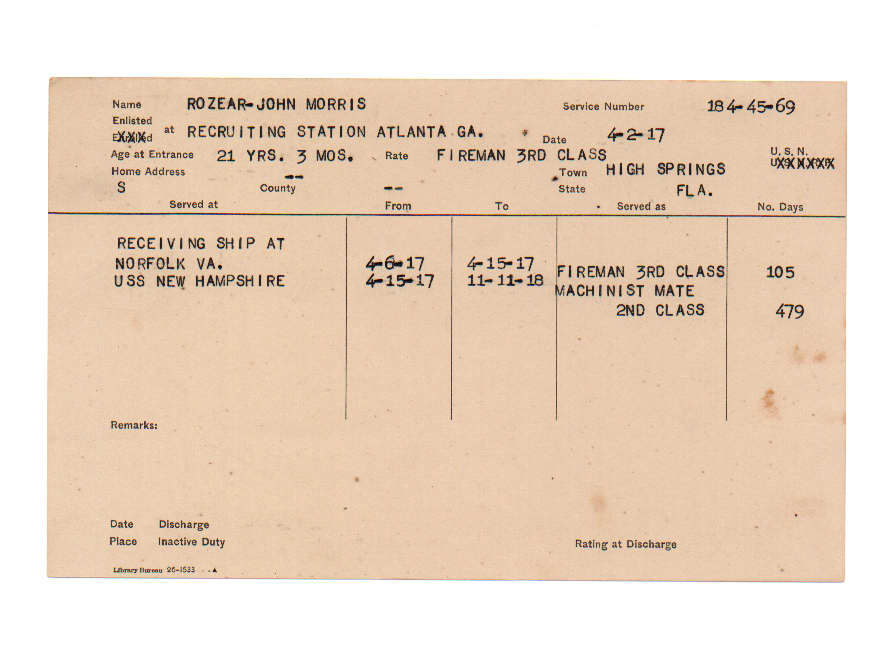 Name ROZEAR-JOHN MORRIS Service Number 184-45-69
Enlisted
at RECRUITING STATION ATLANTA GA. Date 4-2-17
Age at Entrance 21 YRS. 3 MOS. Rate FIREMAN 3RD CLASS U. S. N.
Home Address -- Town HIGH SPRINGS
S County -- State FLA.
Served at From To Served as No. Days
RECEIVING SHIP AT
NORFOLK VA. 4-6-17 4-15-17 FIREMAN 3RD CLASS 105
USS NEW HAMPSHIRE 4-15-17 11-11-18 MACHINIST MATE
2ND CLASS 479
Remarks:
Date Discharge
Place Inactive Duty Rating at Discharge
Library Bureau 26-1533